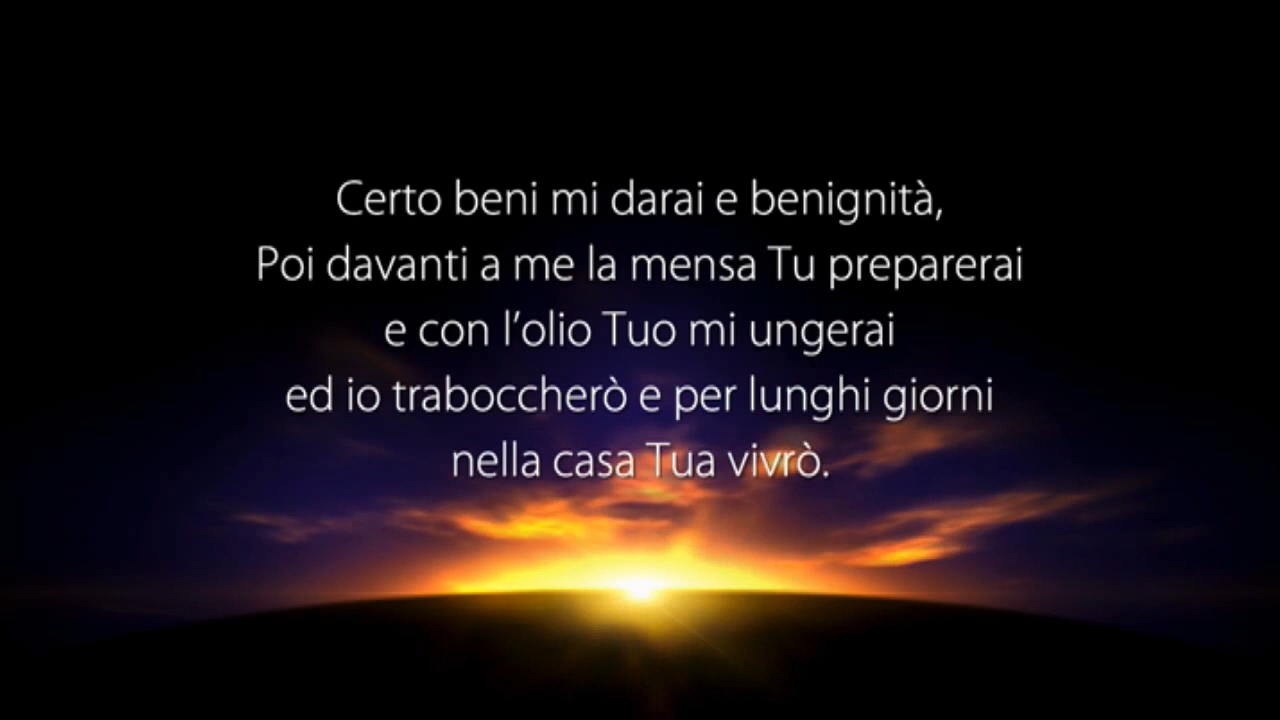 Certo beni mi darai e benignità,
Poi davanti a me la mensa Tu preparerai
e con l’olio Tuo mi ungerai
ed io traboccherò e per lunghi giorni
nella casa Tua vivrò.